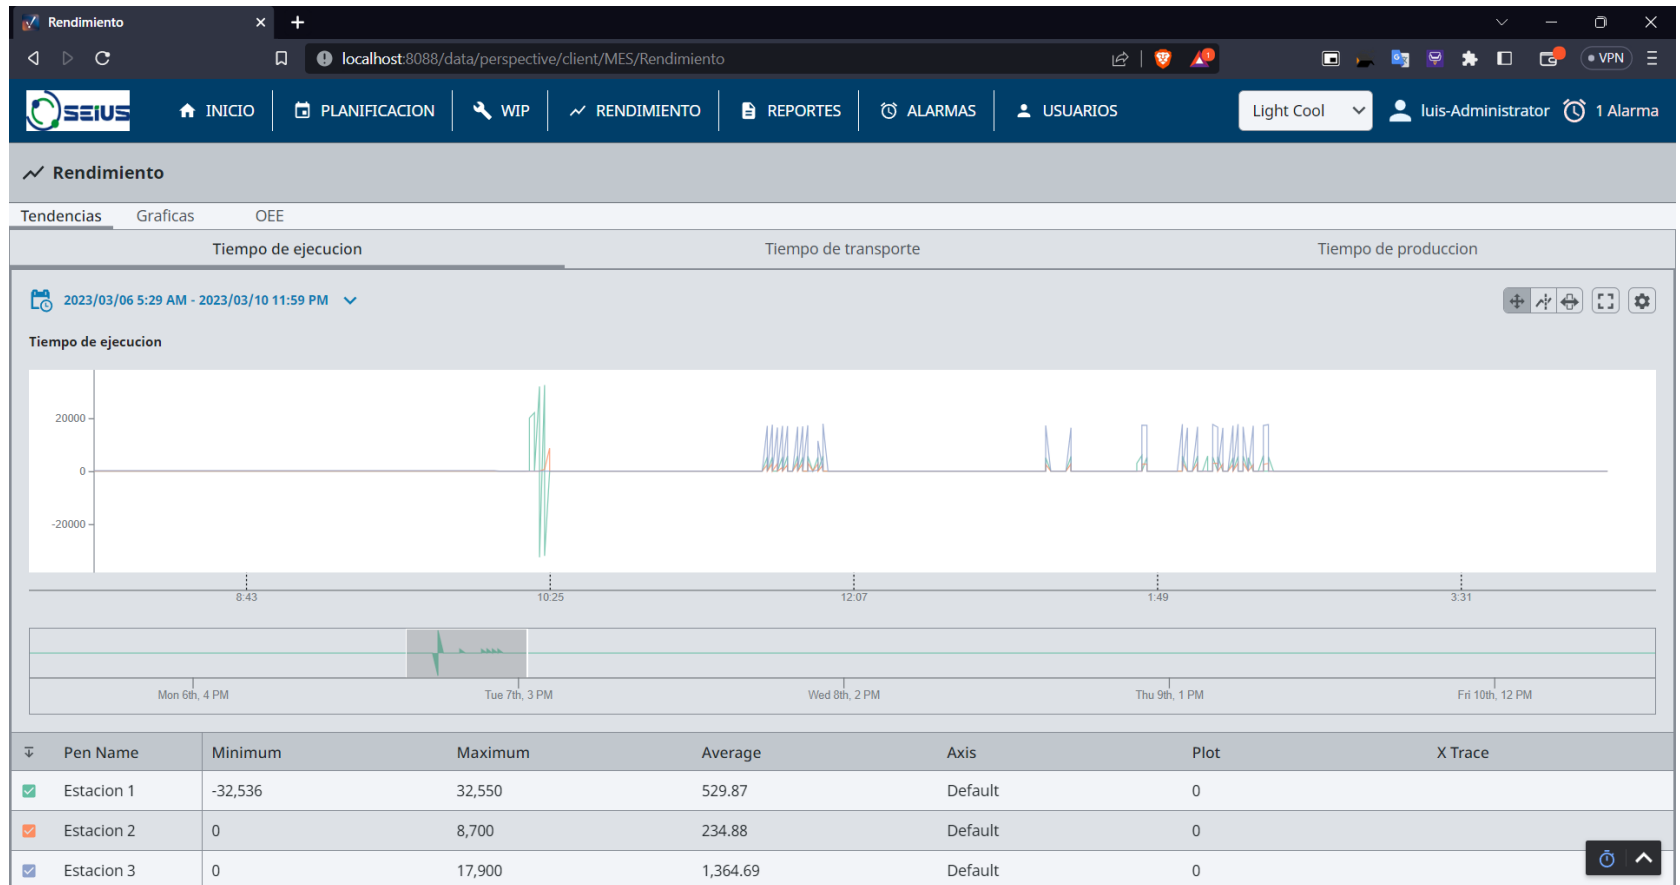 Rendimiento
localhost:8088/data/perspective/client/MES/Rendimiento
1
VPN
SEIUS INICIO PLANIFICACION WIP RENDIMIENTO REPORTES ALARMAS USUARIOS Light Cool luis-Administrator 1 Alarma
Rendimiento
Tendencias Graficas OEE
Tiempo de ejecucion Tiempo de transporte Tiempo de produccion
2023/03/06 5:29 AM - 2023/03/10 11:59 PM
Tiempo de ejecucion
20000
0
-20000
8:43 10:25 12:07 1:49 3:31
Mon 6th, 4 PM Tue 7th, 3 PM Wed 8th, 2 PM Thu 9th, 1 PM Fri 10th, 12 PM
Pen Name Minimum Maximum Average Axis Plot X Trace
Estacion 1 -32,536 32,550 529.87 Default 0
Estacion 2 0 8,700 234.88 Default 0
Estacion 3 0 17,900 1,364.69 Default 0